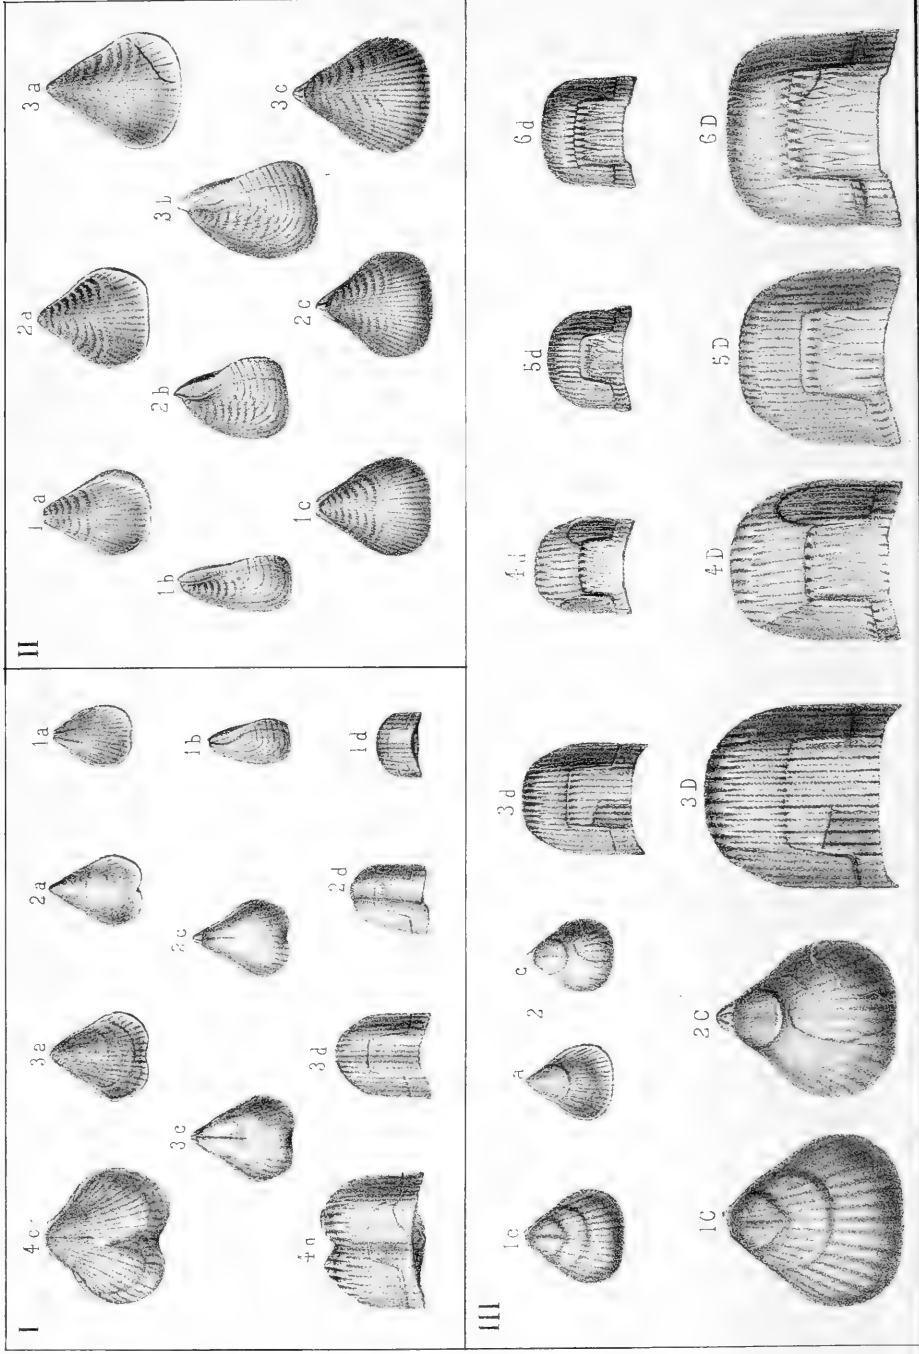 I
4c 3a 2a 1a
3c 2c 1b
3d 2d 1d
II
1a 2a 3a
1b 2b 3b
1c 2c 3c
III
1c a 2 c 3d 4d 5d 6d
1C 2C 3D 4D 5D 6D